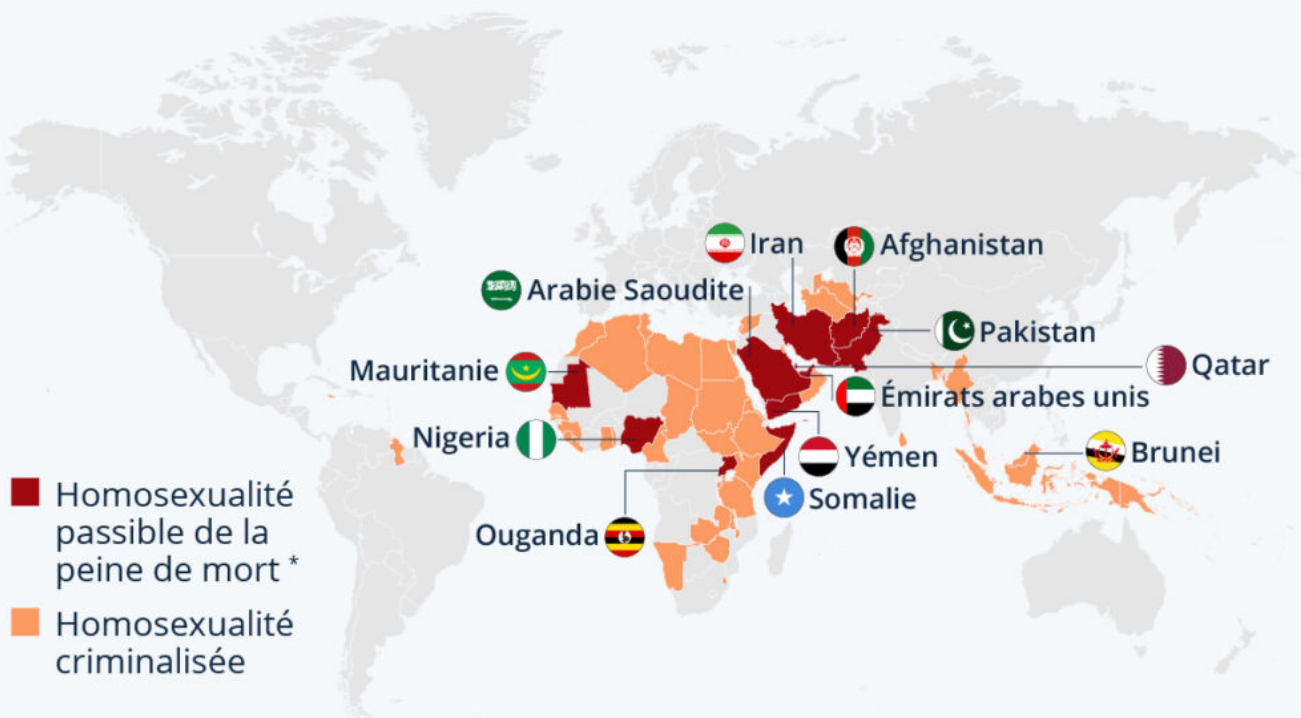 Iran
Afghanistan
Arabie Saoudite
Pakistan
Mauritanie
Qatar
Émirats arabes unis
Nigeria
Yémen
Brunei
Somalie
Ouganda
Homosexualité
passible de la
peine de mort *
Homosexualité
criminalisée